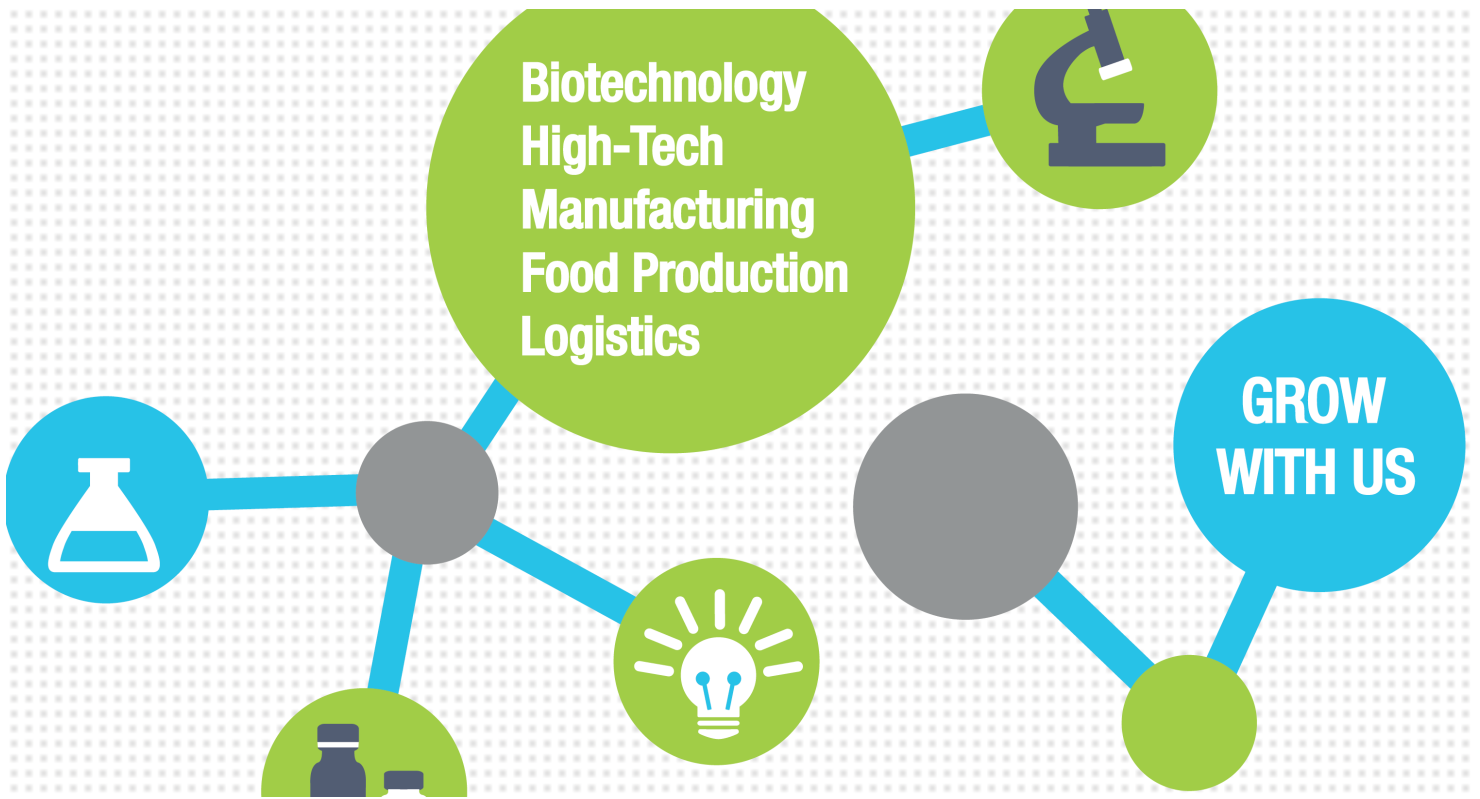 Biotechnology
High-Tech
Manufacturing
Food Production
Logistics
GROW
WITH US